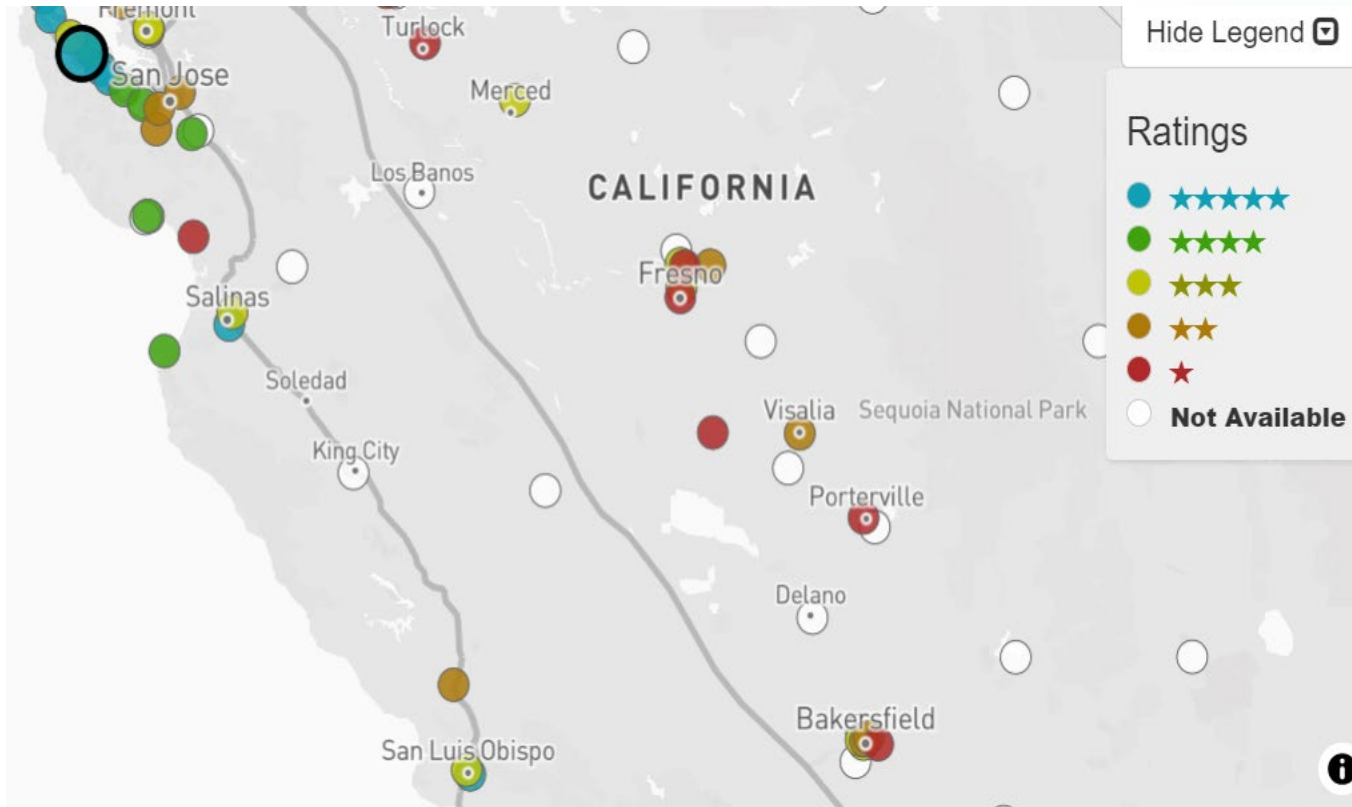 Fremont
Turlock
San Jose
Merced
Los Banos
CALIFORNIA
Fresno
Salinas
Soledad
Visalia
Sequoia National Park
King City
Porterville
Delano
Bakersfield
San Luis Obispo
Hide Legend
Ratings
★★★★★
★★★★
★★★
★★
★
Not Available
i